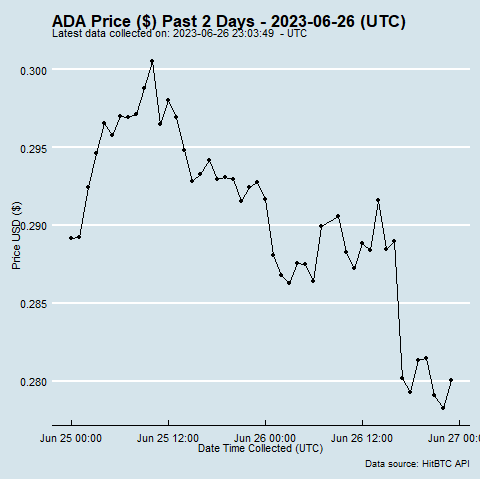 ADA Price ($) Past 2 Days - 2023-06-26 (UTC)
Latest data collected on: 2023-06-26 23:03:49  - UTC
0.300
0.295
0.290
0.285
0.280
Price USD ($)
Jun 25 00:00 Jun 25 12:00 Jun 26 00:00 Jun 26 12:00 Jun 27 00:
Date Time Collected (UTC)
Data source: HitBTC API